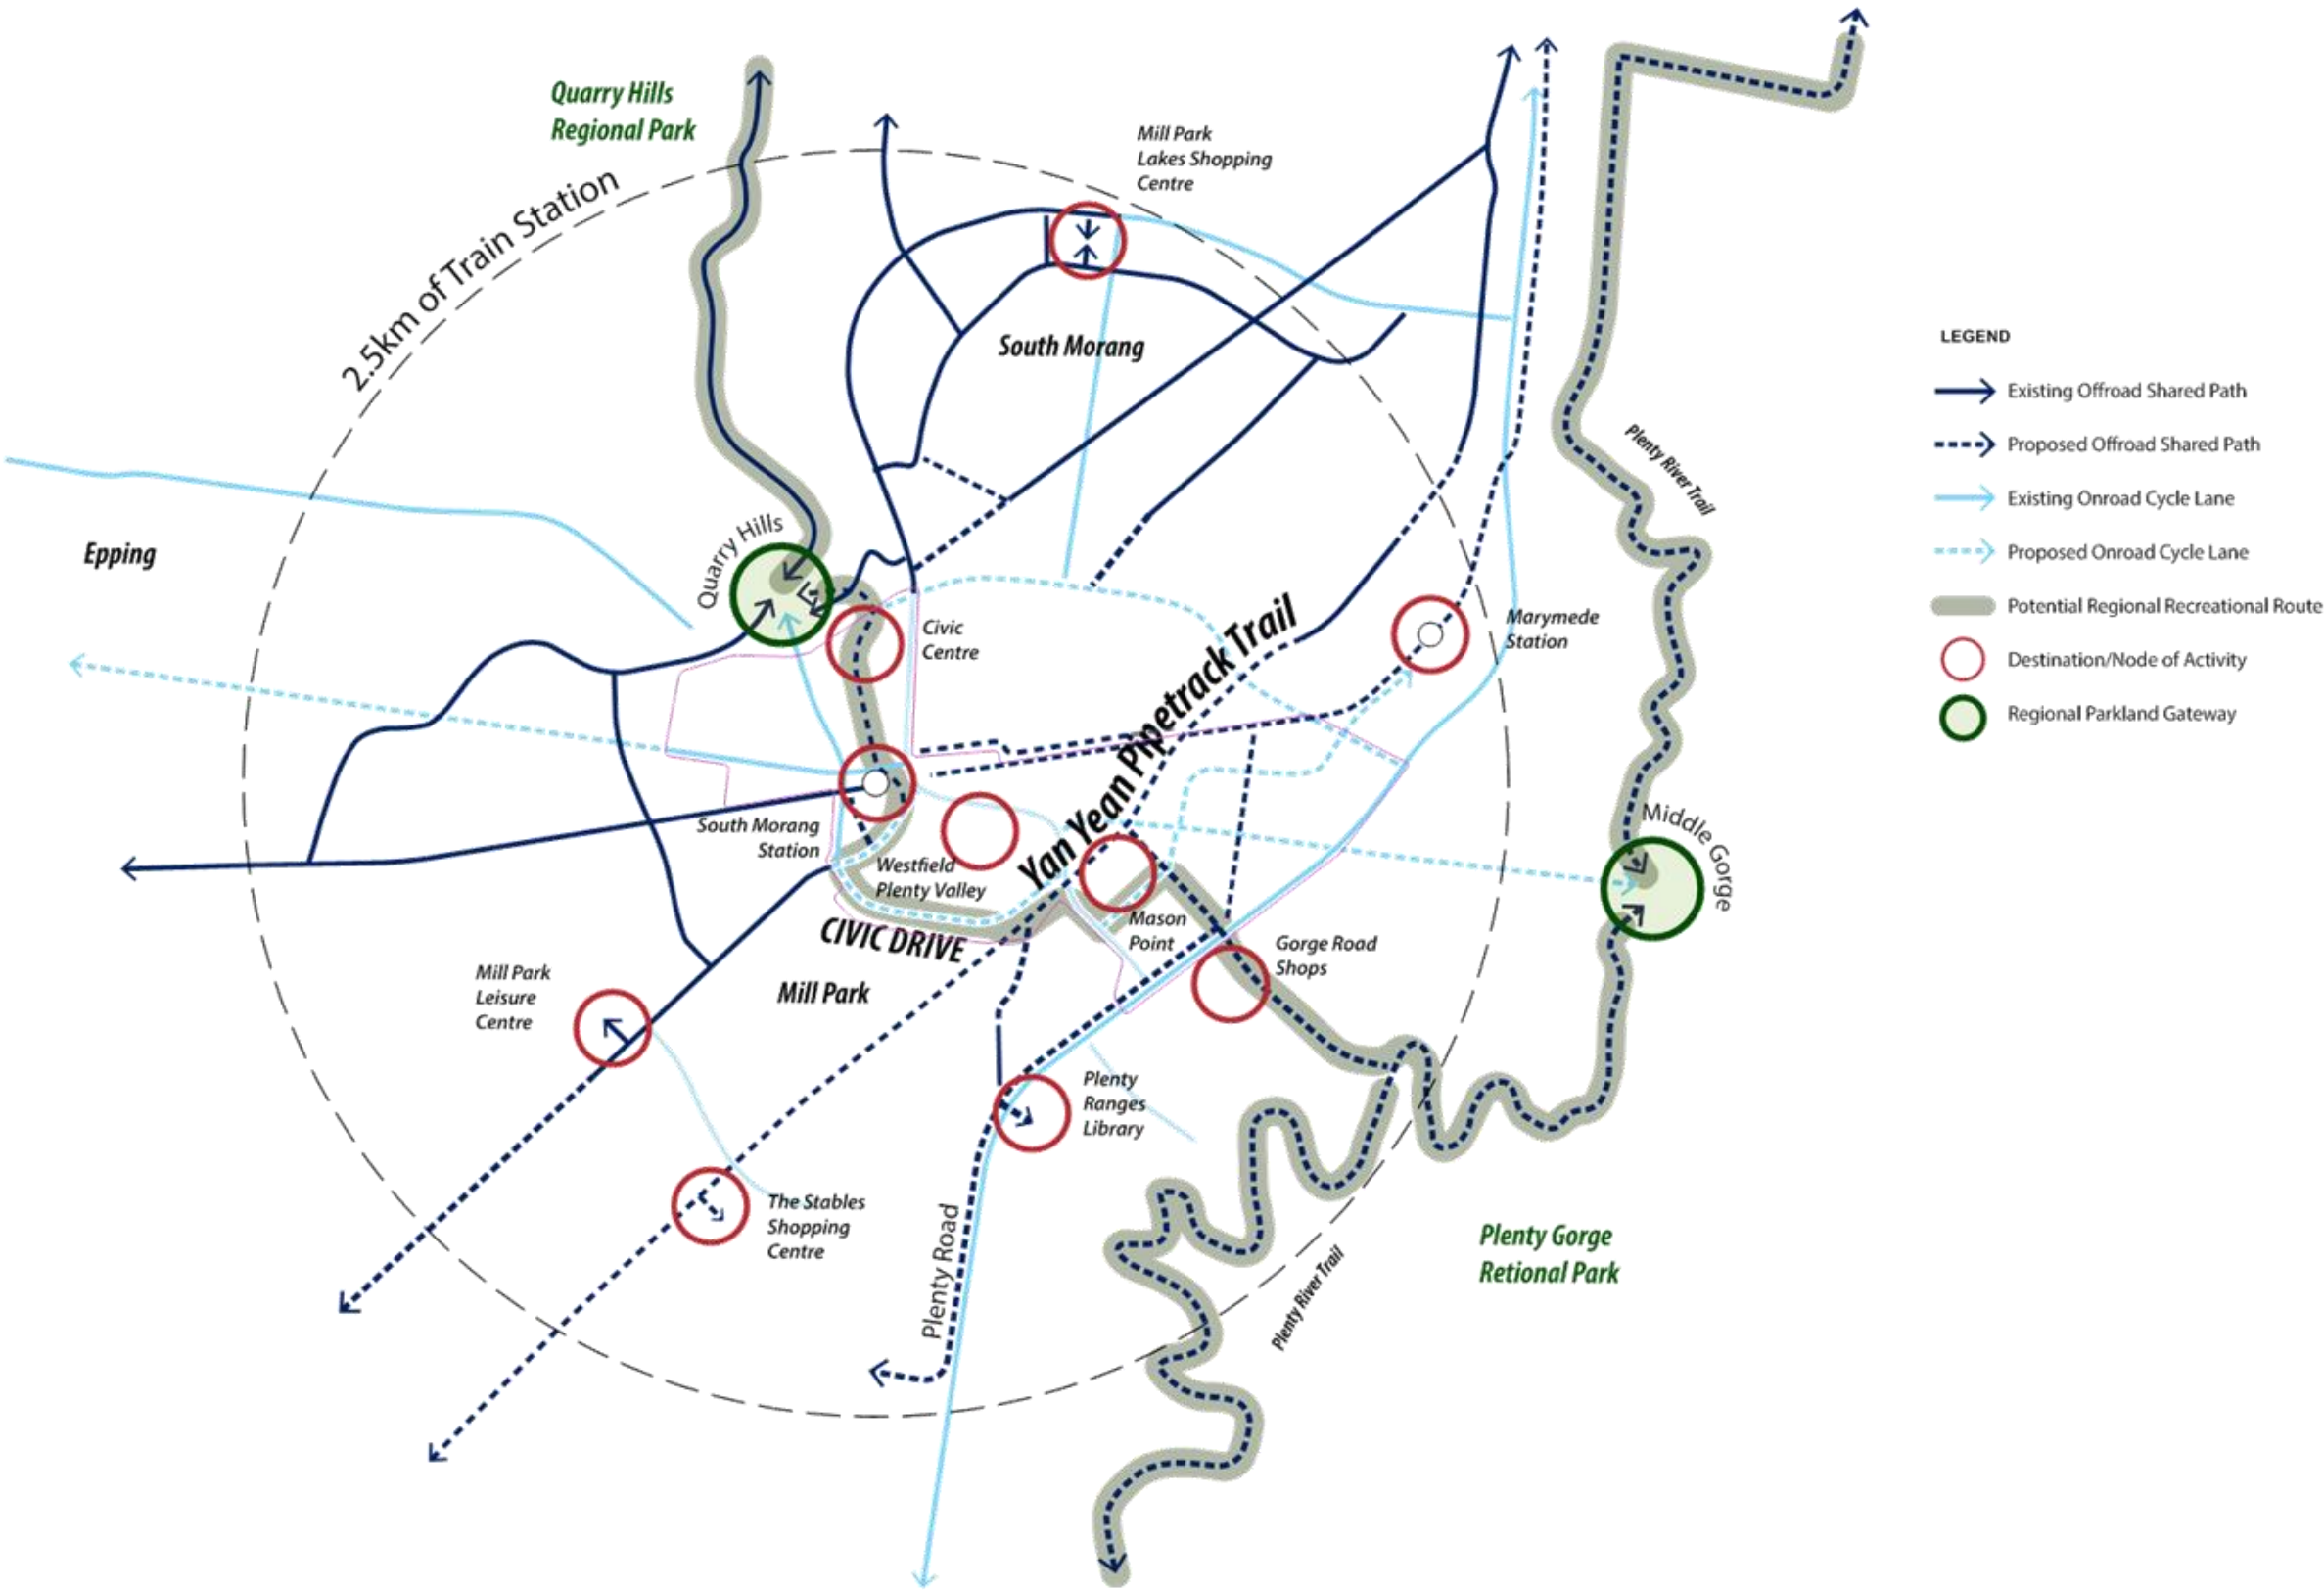 Quarry Hills
Regional Park
2.5km of Train Station
Mill Park
Lakes Shopping
Centre
South Morang
Epping
Quarry Hills
Civic
Centre
Marymede
Station
Yan Yean Pipetrack Trail
Plenty River Trail
Middle Gorge
South Morang
Station
Westfield
Plenty Valley
CIVIC DRIVE
Mason
Point
Gorge Road
Shops
Mill Park
Mill Park
Leisure
Centre
Plenty
Ranges
Library
The Stables
Shopping
Centre
Plenty Road
Plenty River Trail
Plenty Gorge
Retional Park
LEGEND
Existing Offroad Shared Path
Proposed Offroad Shared Path
Existing Onroad Cycle Lane
Proposed Onroad Cycle Lane
Potential Regional Recreational Route
Destination/Node of Activity
Regional Parkland Gateway